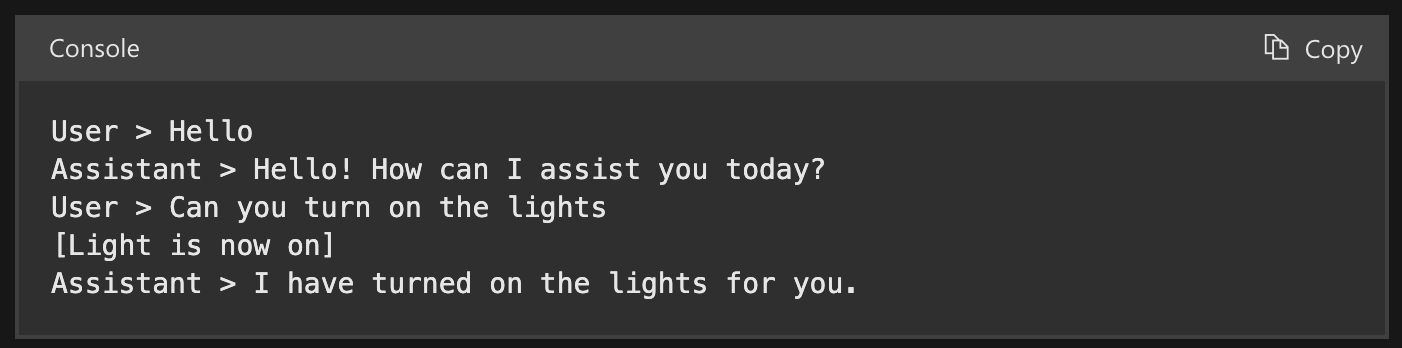 Console
Copy
User > Hello
Assistant > Hello! How can I assist you today?
User > Can you turn on the lights
[Light is now on]
Assistant > I have turned on the lights for you.